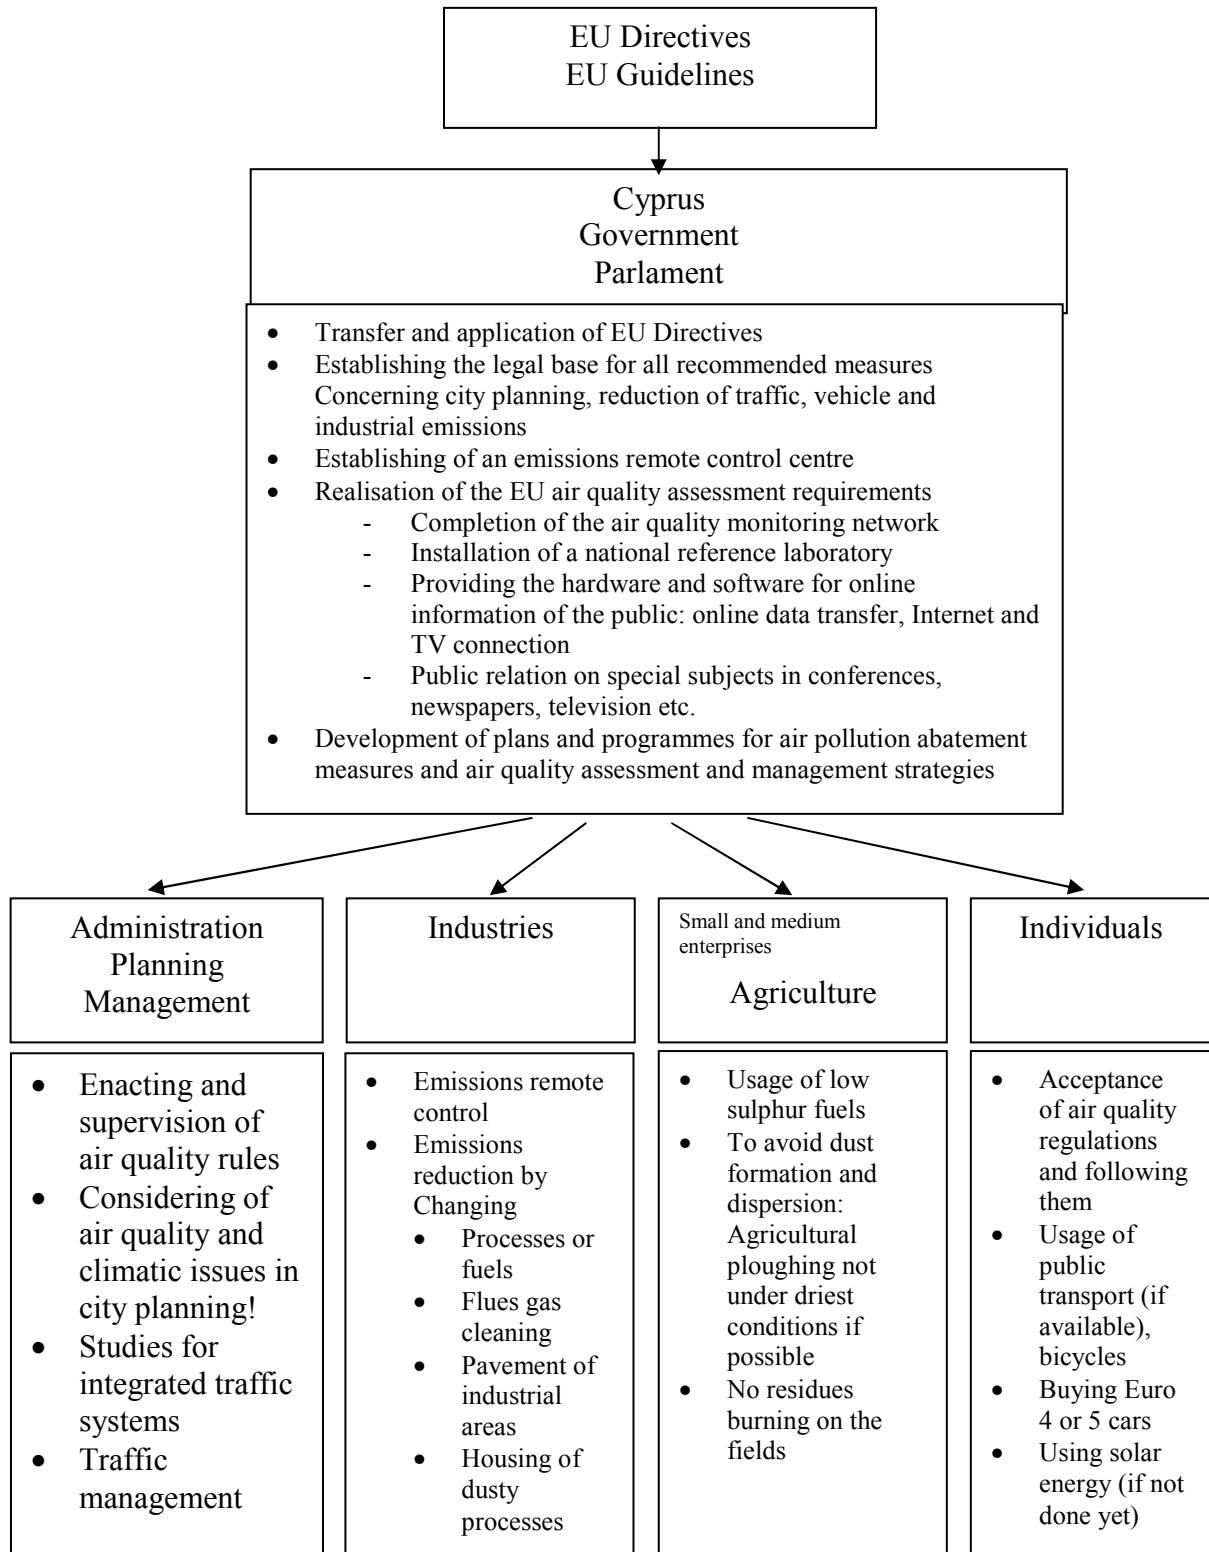 EU Directives
EU Guidelines
Cyprus
Government
Parlament
• Transfer and application of EU Directives
• Establishing the legal base for all recommended measures
Concerning city planning, reduction of traffic, vehicle and
industrial emissions
• Establishing of an emissions remote control centre
• Realisation of the EU air quality assessment requirements
- Completion of the air quality monitoring network
- Installation of a national reference laboratory
- Providing the hardware and software for online
information of the public: online data transfer, Internet and
TV connection
- Public relation on special subjects in conferences,
newspapers, television etc.
• Development of plans and programmes for air pollution abatement
measures and air quality assessment and management strategies
Administration
Planning
Management
• Enacting and
supervision of
air quality rules
• Considering of
air quality and
climatic issues in
city planning!
• Studies for
integrated traffic
systems
• Traffic
management
Industries
• Emissions remote
control
• Emissions
reduction by
Changing
• Processes or
fuels
• Flues gas
cleaning
• Pavement of
industrial
areas
• Housing of
dusty
processes
Small and medium
enterprises
Agriculture
• Usage of low
sulphur fuels
• To avoid dust
formation and
dispersion:
Agricultural
ploughing not
under driest
conditions if
possible
• No residues
burning on the
fields
Individuals
• Acceptance
of air quality
regulations
and following
them
• Usage of
public
transport (if
available),
bicycles
• Buying Euro
4 or 5 cars
• Using solar
energy (if not
done yet)